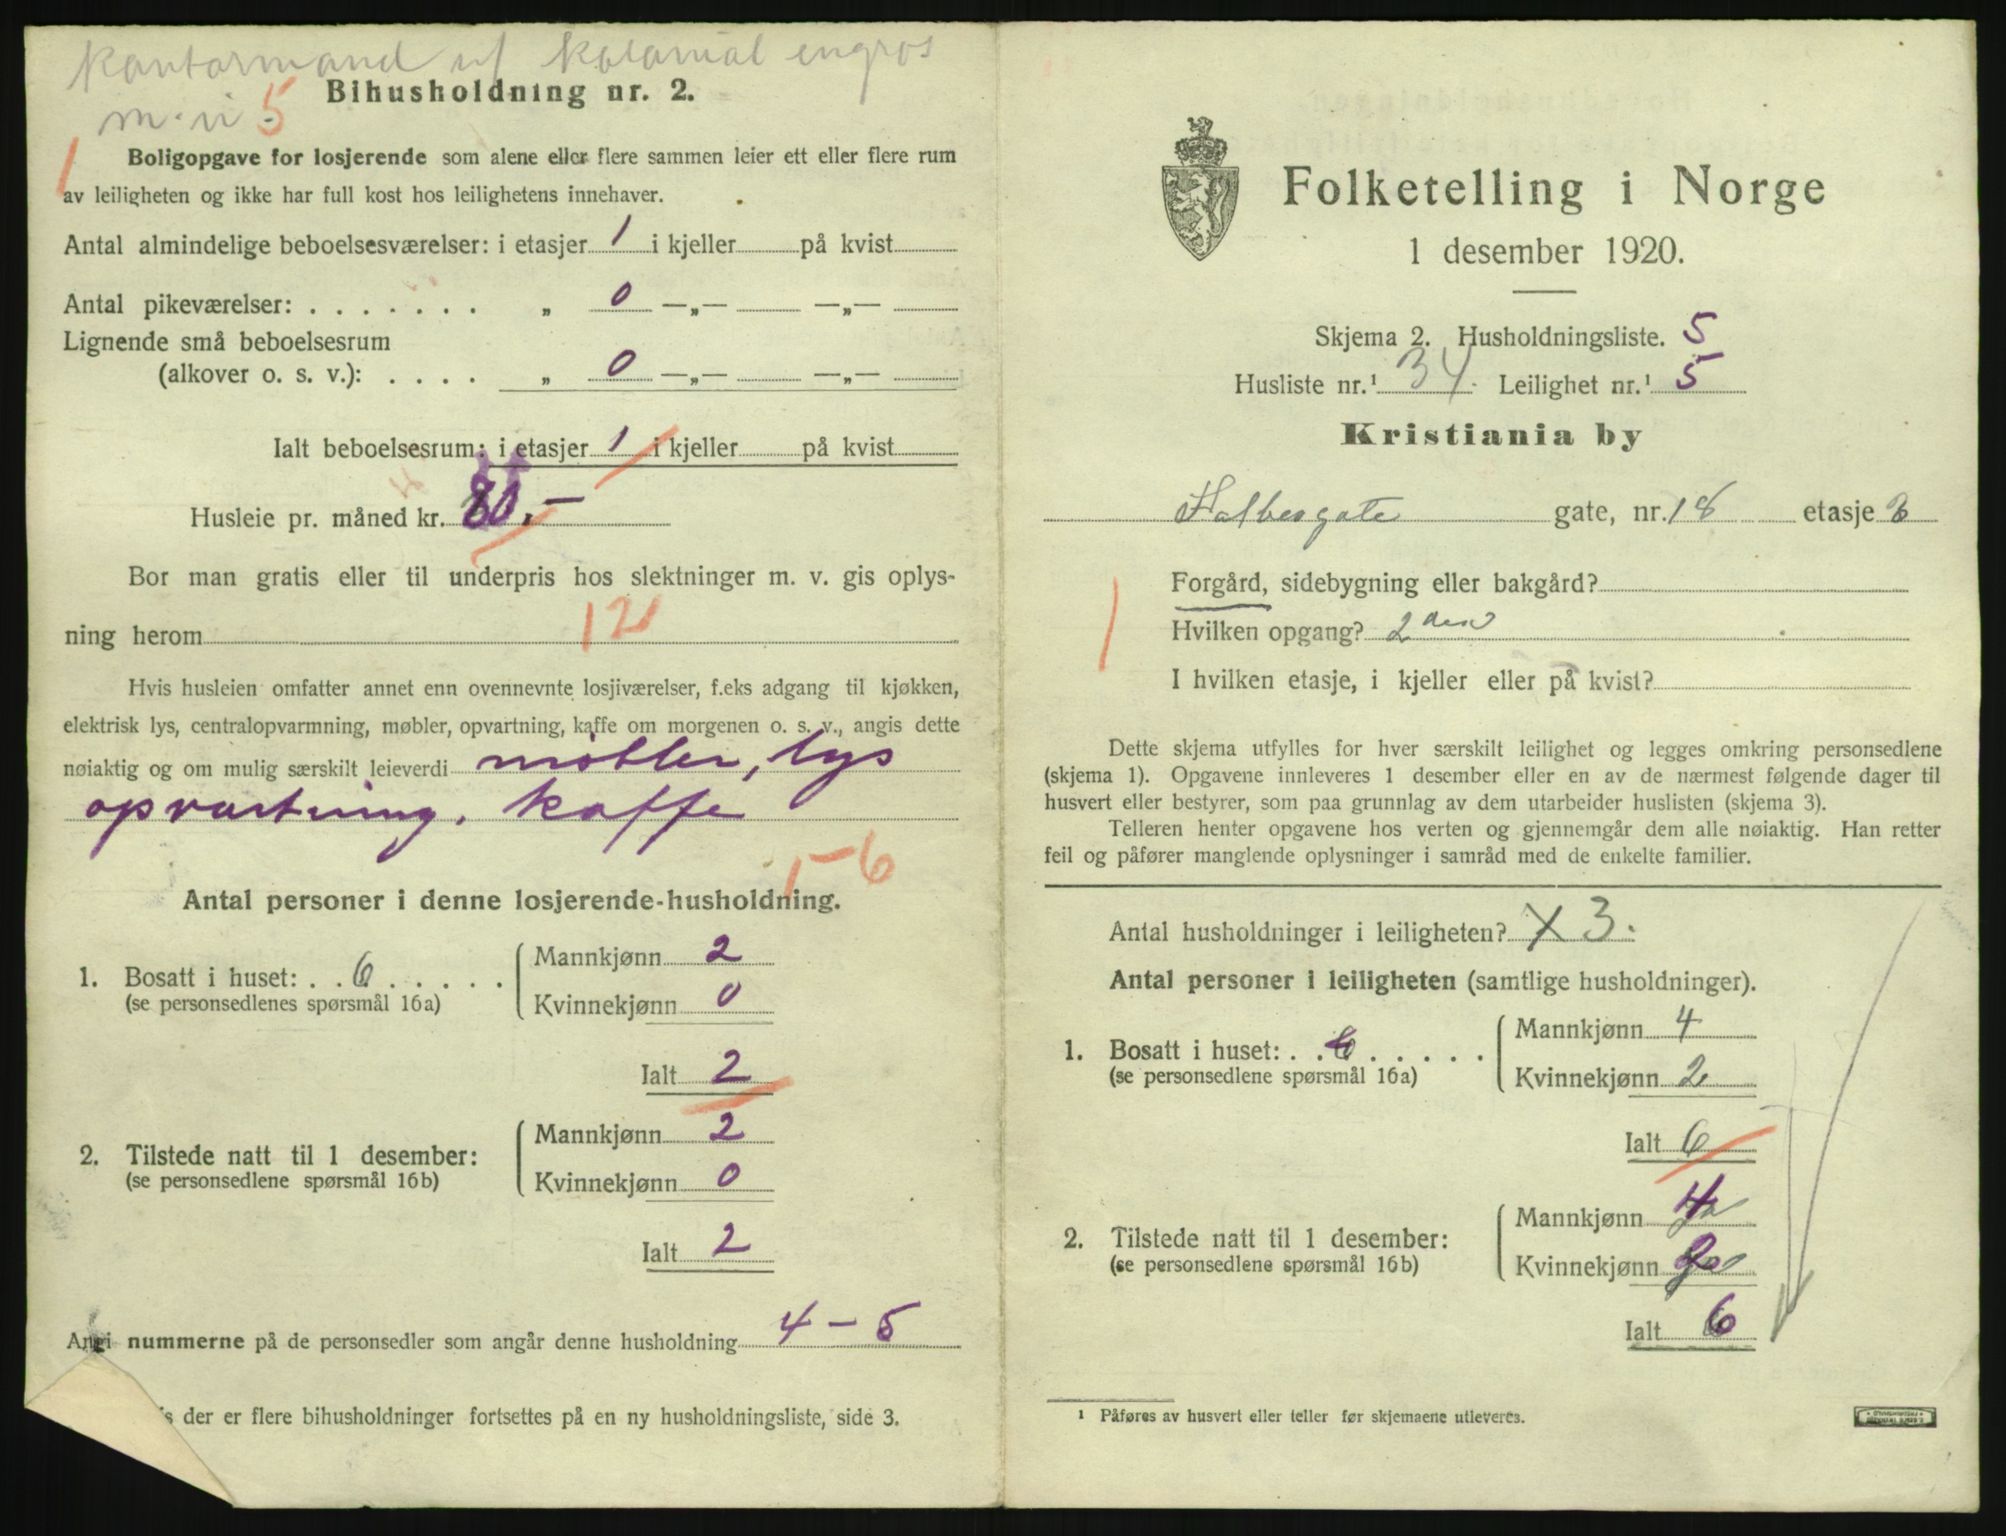 Kontormand
kolonial engros
5
Bihusholdning nr. 2.
Boligopgave for losjerende som alene eller flere sammen leier ett eller flere rum
av leiligheten og ikke har full kost hos leilighetens innehaver.
Antal almindelige beboelsesværelser: i etasjer 1 i kjeller på kvist
Antal pikeværelser: . . . . . . . „ 0 —„— —„—
Lignende små beboelsesrum
(alkover o. s. v.): . . . . „ 0 —„— —„—
Ialt beboelsesrum: i etasjer 1 i kjeller på kvist
Husleie pr. måned kr. 80,-
Bor man gratis eller til underpris hos slektninger m. v. gis oplys-
ning herom 120
Hvis husleien omfatter annet enn ovennevnte losjiværelser, f.eks adgang til kjøkken,
elektrisk lys, centralopvarmning, møbler, opvartning, kaffe om morgenen o. s. v., angis dette
nøiaktig og om mulig særskilt leieverdi møbler, lys
opvartning. kaffe
1-6
Antal personer i denne losjerende-husholdning.
1. Bosatt i huset: . . 6 . . . . .
(se personsedlenes spørsmål 16a)
Mannkjønn 2
Kvinnekjønn 0
Ialt 2
2. Tilstede natt til 1 desember:
(se personsedlene spørsmål 16b)
Mannkjønn 2
Kvinnekjønn 0
Ialt 2
Angi nummerne på de personsedler som angår denne husholdning 4 - 5
is der er flere bihusholdninger fortsettes på en ny husholdningsliste, side 3.
Folketelling i Norge
1 desember 1920.
Skjema 2. Husholdningsliste. 5
Husliste nr.¹ 34. Leilighet nr.¹ 5
Kristiania by
gate, nr. 18 etasje
Forgård, sidebygning eller bakgård?
Hvilken opgang? 2den
I hvilken etasje, i kjeller eller på kvist?
Dette skjema utfylles for hver særskilt leilighet og legges omkring personsedlene
(skjema 1). Opgavene innleveres 1 desember eller en av de nærmest følgende dager til
husvert eller bestyrer, som paa grunnlag av dem utarbeider huslisten (skjema 3).
Telleren henter opgavene hos verten og gjennemgår dem alle nøiaktig. Han retter
feil og påfører manglende oplysninger i samråd med de enkelte familier.
Antal husholdninger i leiligheten? X 3.
Antal personer i leiligheten (samtlige husholdninger).
1. Bosatt i huset: . . 6 . . . . .
(se personsedlene spørsmål 16a)
Mannkjønn 4
Kvinnekjønn 2
Ialt 6
2. Tilstede natt til 1 desember:
(se personsedlene spørsmål 16b)
Mannkjønn 4
Kvinnekjønn 2
Ialt 6
¹ Påføres av husvert eller teller før skjemaene utleveres.